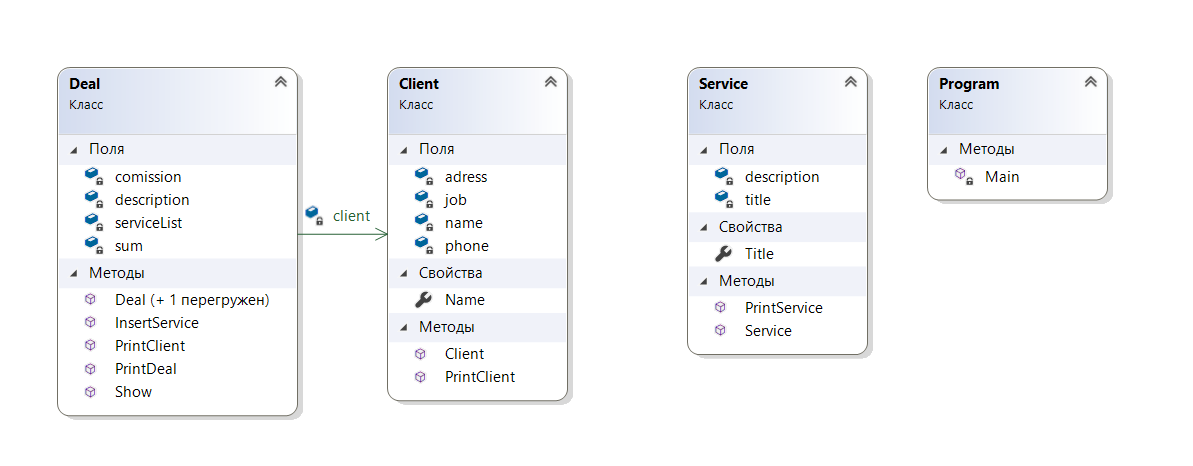 Deal
Класс
Поля
comission
description
serviceList
sum
Методы
Deal (+ 1 перегружен)
InsertService
PrintClient
PrintDeal
Show
client
Client
Класс
Поля
adress
job
name
phone
Свойства
Name
Методы
Client
PrintClient
Service
Класс
Поля
description
title
Свойства
Title
Методы
PrintService
Service
Program
Класс
Методы
Main